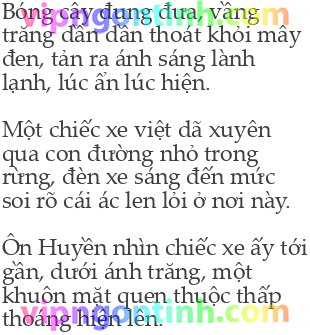 Bóng cây đung đưa, vầng
vipngontinh.com
trăng dần dần thoát khỏi mây
đen, tản ra ánh sáng lành
lạnh, lúc ẩn lúc hiện.
Một chiếc xe việt dã xuyên
qua con đường nhỏ trong
rừng, đèn xe sáng đến mức
soi rõ cái ác len lỏi ở nơi này.
Ôn Huyền nhìn chiếc xe ấy tới
gần, dưới ánh trăng, một
khuôn mặt quen thuộc thấp
vipngontinh.com
thoáng hiện lên.